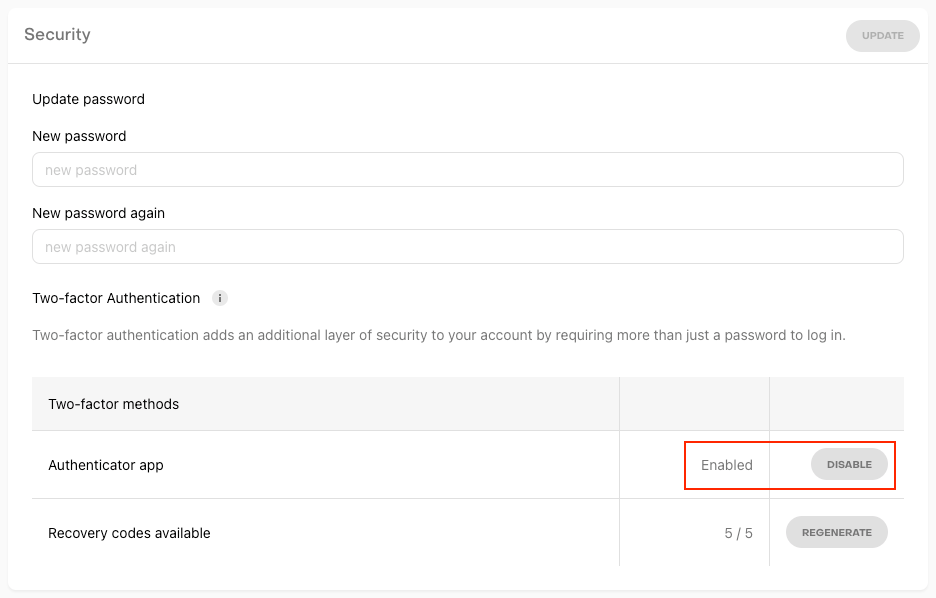 Security
UPDATE
Update password
New password
new password
New password again
new password again
Two-factor Authentication i
Two-factor authentication adds an additional layer of security to your account by requiring more than just a password to log in.
Two-factor methods
Authenticator app Enabled DISABLE
Recovery codes available 5 / 5 REGENERATE